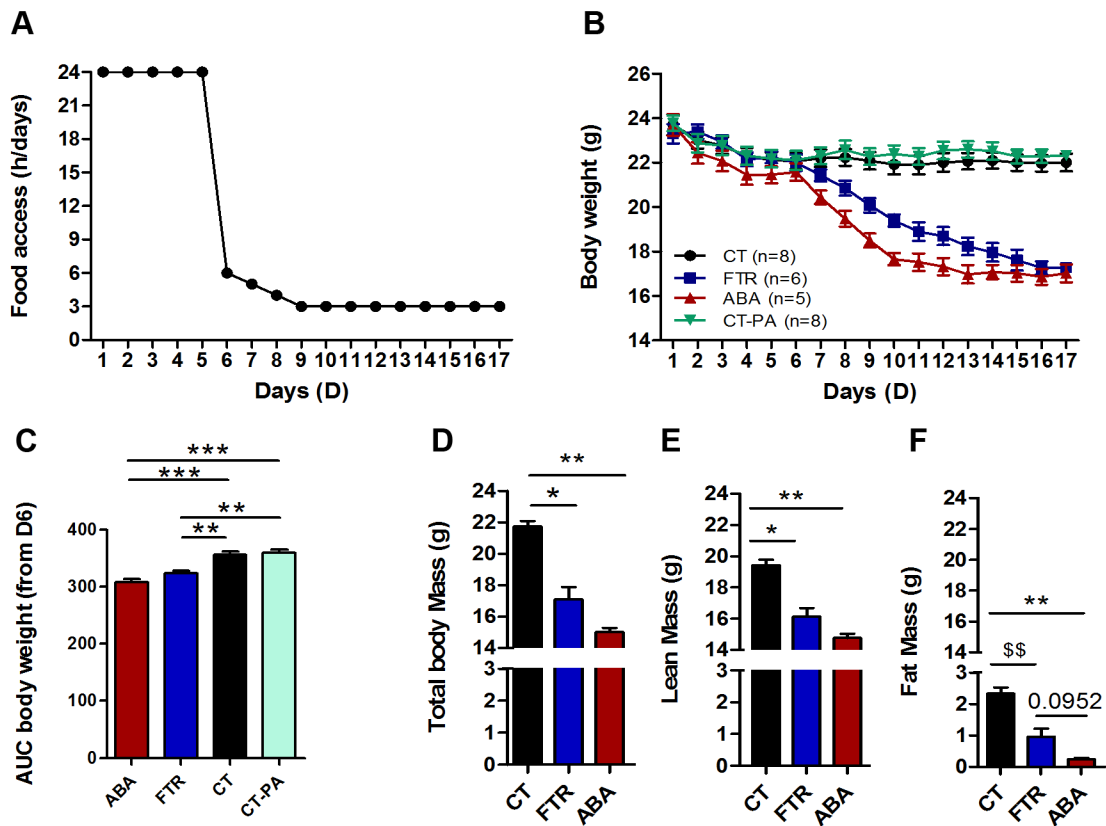 A
Food access (h/days)
24
21
18
15
12
9
6
3
0
1 2 3 4 5 6 7 8 9 10 11 12 13 14 15 16 17
Days (D)
B
Body weight (g)
26
24
22
20
18
16
14
CT (n=8)
FTR (n=6)
ABA (n=5)
CT-PA (n=8)
1 2 3 4 5 6 7 8 9 10 11 12 13 14 15 16 17
Days (D)
C
AUC body weight (from D6)
***
***
**
**
400
300
200
100
0
ABA FTR CT CT-PA
D
Total body Mass (g)
**
*
24
22
20
18
16
14
3
2
1
0
CT FTR ABA
E
Lean Mass (g)
**
*
24
22
20
18
16
14
3
2
1
0
CT FTR ABA
F
Fat Mass (g)
24
22
20
18
16
14
3
2
1
0
**
$$
0.0952
CT FTR ABA